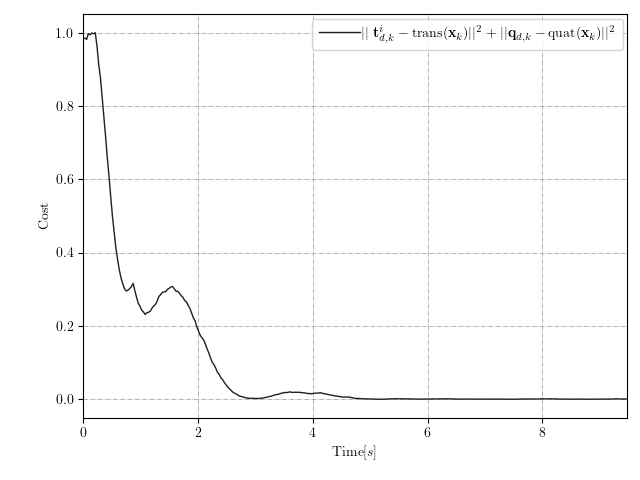 || t^i_{d,k} − trans(x_k)||² + ||q_{d,k} − quat(x_k)||²
1.0
0.8
0.6
0.4
0.2
0.0
Cost
0 2 4 6 8
Time[s]